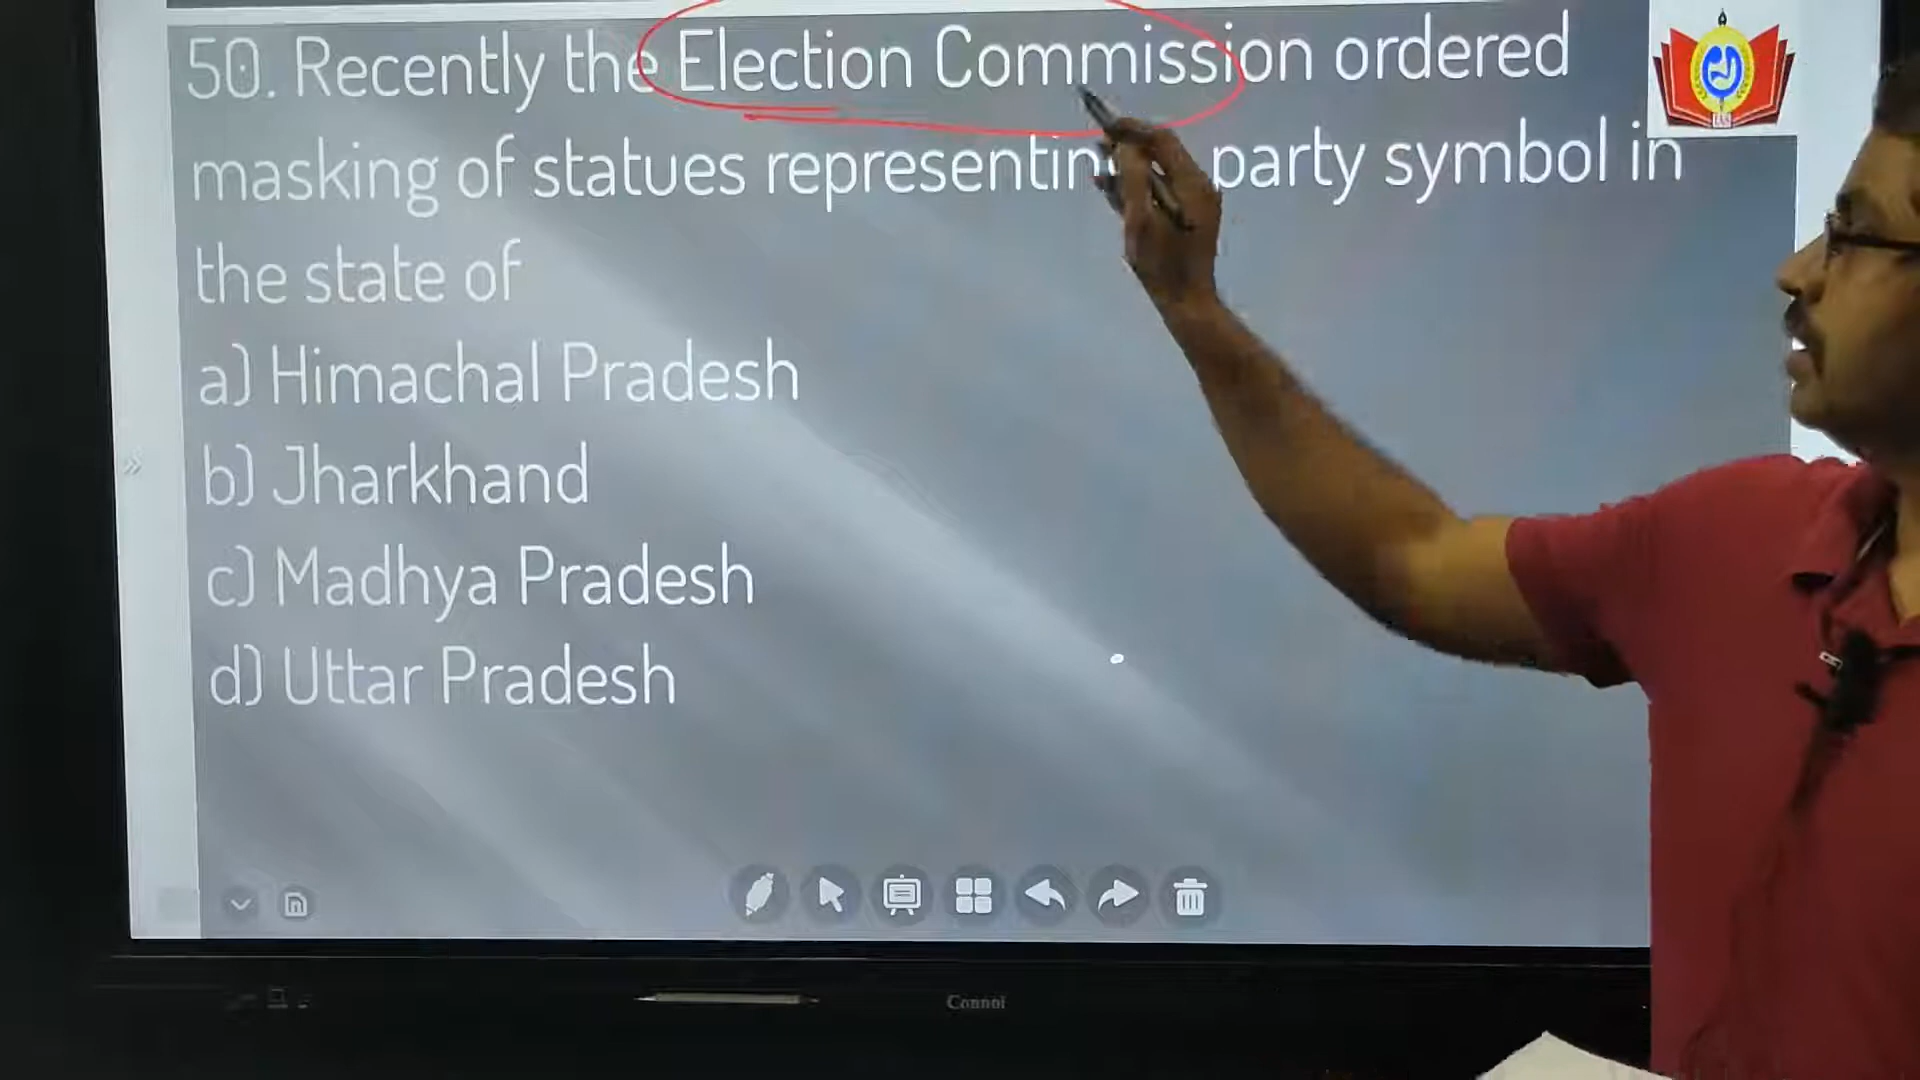 50. Recently the Election Commission ordered
masking of statues representing party symbol in
the state of
a) Himachal Pradesh
b) Jharkhand
c) Madhya Pradesh
d) Uttar Pradesh